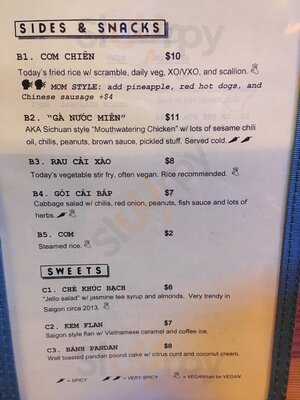 SIDES & SNACKS
B1. CƠM CHIÊN $10
Today's fried rice w/ scramble, daily veg, XO/VXO, and scallion.
MOM STYLE: add pineapple, red hot dogs, and
Chinese sausage +$4
B2. "GÀ NƯỚC MIẾN" $11
AKA Sichuan style "Mouthwatering Chicken" w/ lots of sesame chili
oil, chilis, peanuts, brown sauce, pickled stuff. Served cold.
B3. RAU CẢI XÀO $8
Today's vegetable stir fry, often vegan. Rice recommended.
B4. GỎI CẢI BẮP $7
Cabbage salad w/ chilis, red onion, peanuts, fish sauce and lots of
herbs.
B5. CƠM $2
Steamed rice.
SWEETS
C1. CHÈ KHÚC BẠCH $6
"Jello salad" w/ jasmine tea syrup and almonds. Very trendy in
Saigon circa 2013.
C2. KEM FLAN $7
Saigon style flan w/ Vietnamese caramel and coffee ice.
C3. BÁNH PANDAN $8
Wall toasted pandan pound cake w/ citrus curd and coconut cream.
= SPICY = VERY SPICY = VEGAN/can be VEGAN